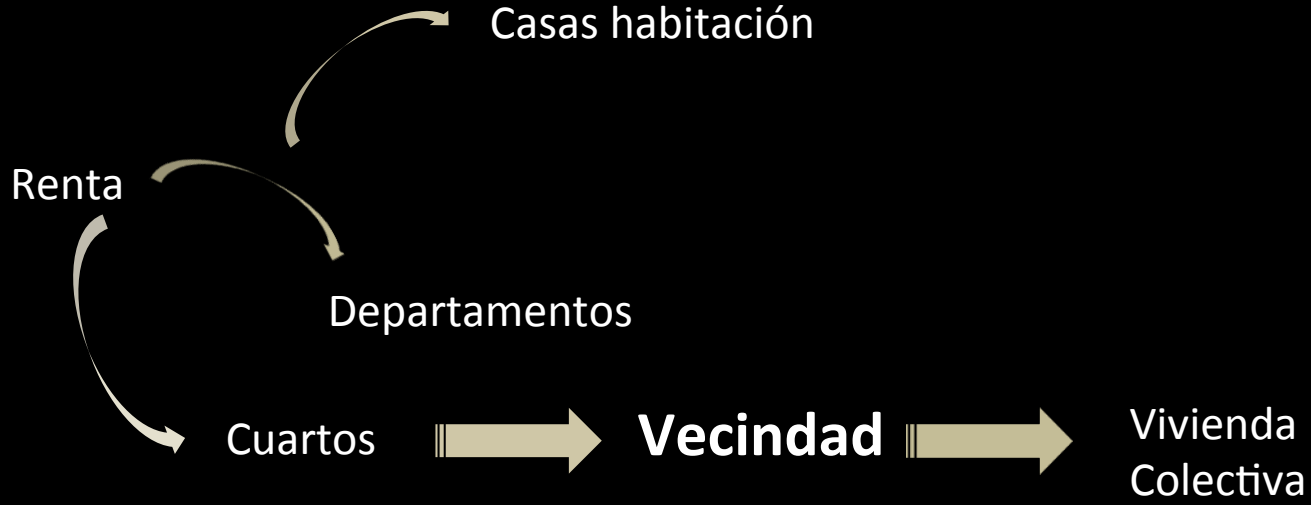 Casas habitación
Renta
Departamentos
Cuartos
Vecindad
Vivienda
Colectiva